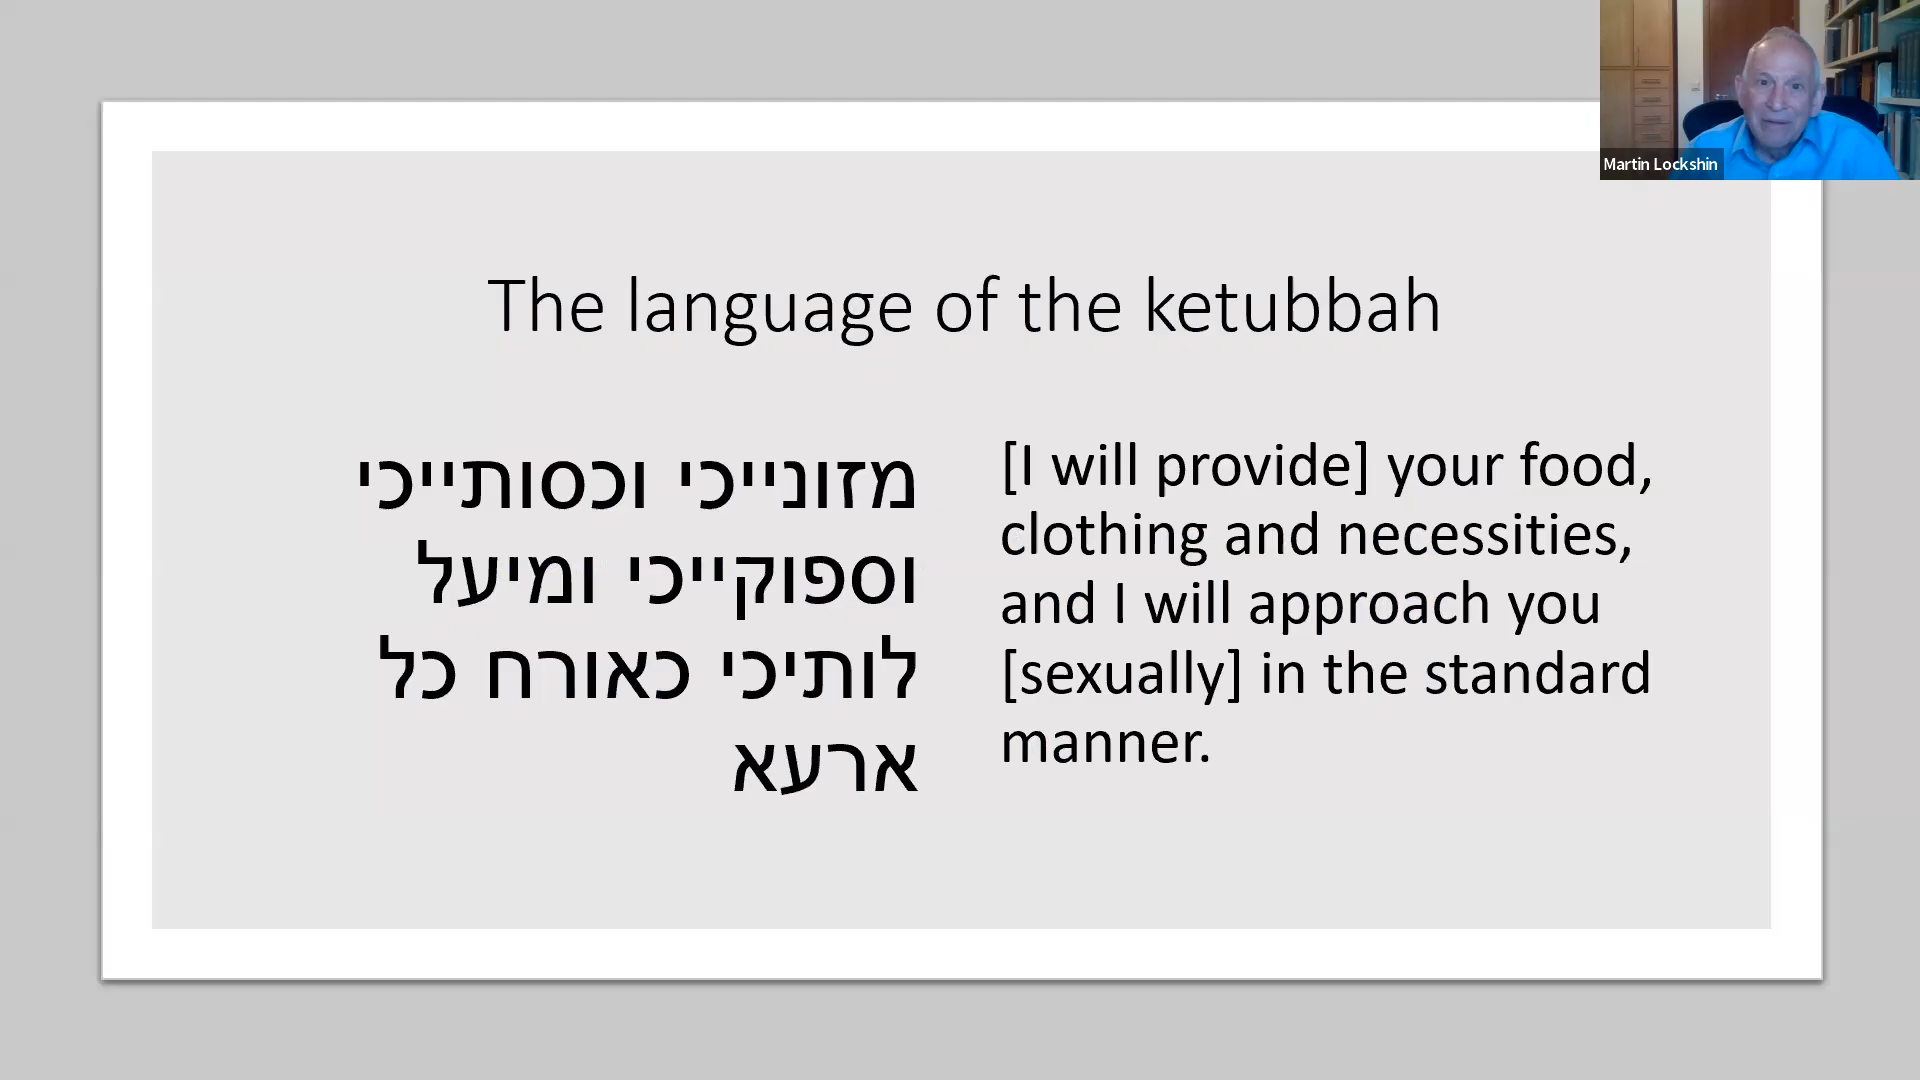 Martin Lockshin
The language of the ketubbah
מזונייכי וכסותייכי
וספוקייכי ומיעל
לותיכי כאורח כל
ארעא
[I will provide] your food,
clothing and necessities,
and I will approach you
[sexually] in the standard
manner.